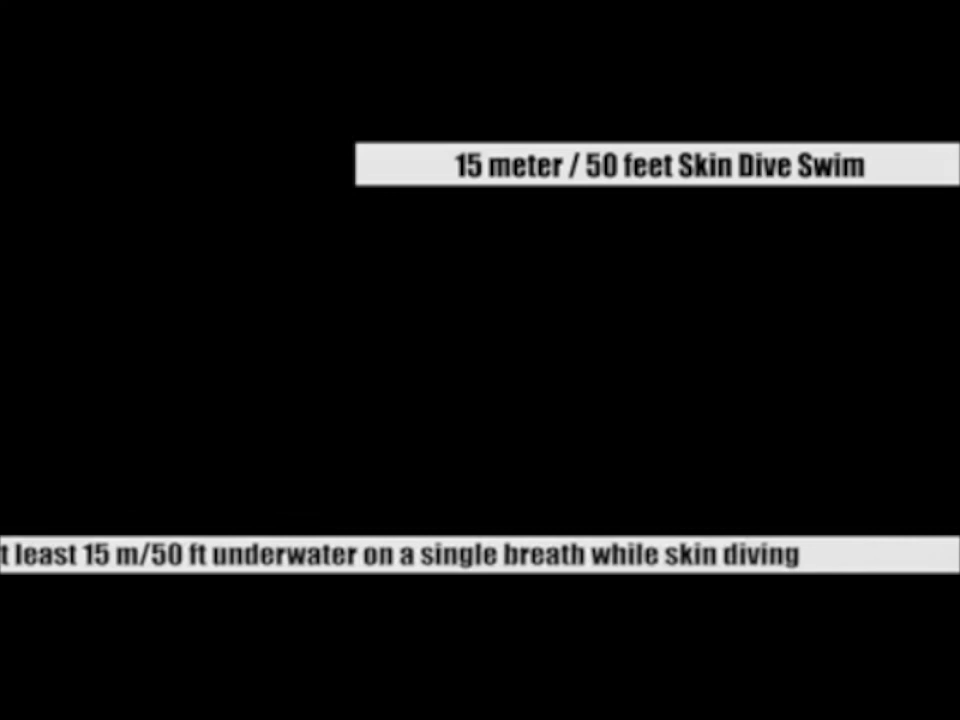 15 meter / 50 feet Skin Dive Swim
t least 15 m/50 ft underwater on a single breath while skin diving